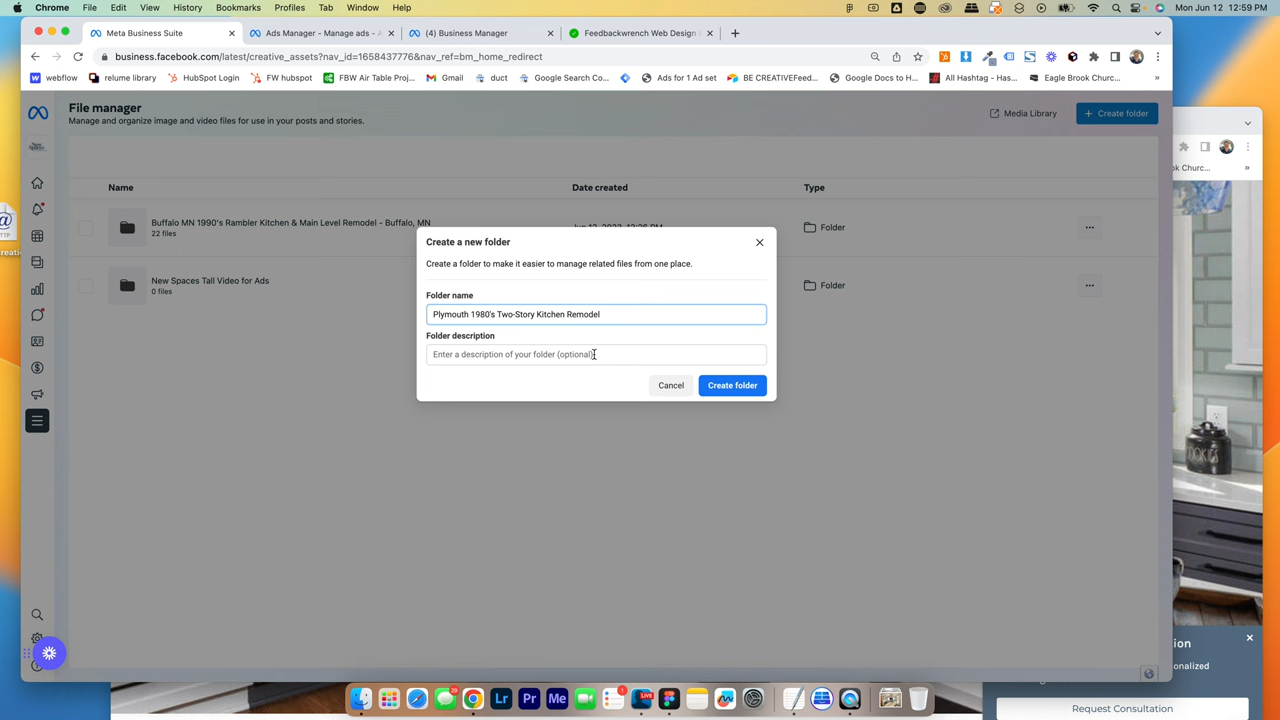 Chrome File Edit View History Bookmarks Profiles Tab Window Help Mon Jun 12 12:59 PM
Meta Business Suite Ads Manager - Manage ads - A (4) Business Manager Feedbackwrench Web Design &
business.facebook.com/latest/creative_assets?nav_id=1658437776&nav_ref=bm_home_redirect
webflow relume library HubSpot Login FW hubspot FBW Air Table Proj... Gmail duct Google Search Co... Ads for 1 Ad set BE CREATIVEFeed... Google Docs to H... All Hashtag - Has... Eagle Brook Churc... »
File manager
Manage and organize image and video files for use in your posts and stories.
Media Library
+ Create folder
ok Churc... »
Name Date created Type
Buffalo MN 1990's Rambler Kitchen & Main Level Remodel - Buffalo, MN
22 files
Folder
New Spaces Tall Video for Ads
0 files
Folder
Create a new folder
Create a folder to make it easier to manage related files from one place.
Folder name
Plymouth 1980's Two-Story Kitchen Remodel
Folder description
Enter a description of your folder (optional)
Cancel Create folder
ion
sonalized
Request Consultation